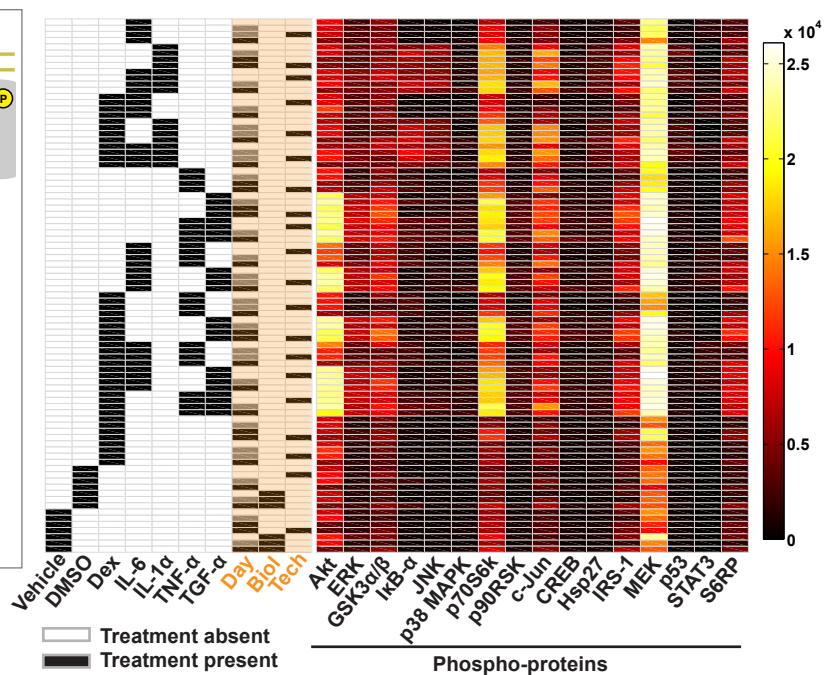 P
x 10⁴
2.5
2
1.5
1
0.5
0
Vehicle
DMSO
Dex
IL-6
IL-1α
TNF-α
TGF-α
Day
Biol
Tech
Akt
ERK
GSK3α/β
IκB-α
JNK
p38 MAPK
p70S6k
p90RSK
c-Jun
CREB
Hsp27
IRS-1
MEK
p53
STAT3
S6RP
Treatment absent
Treatment present
Phospho-proteins